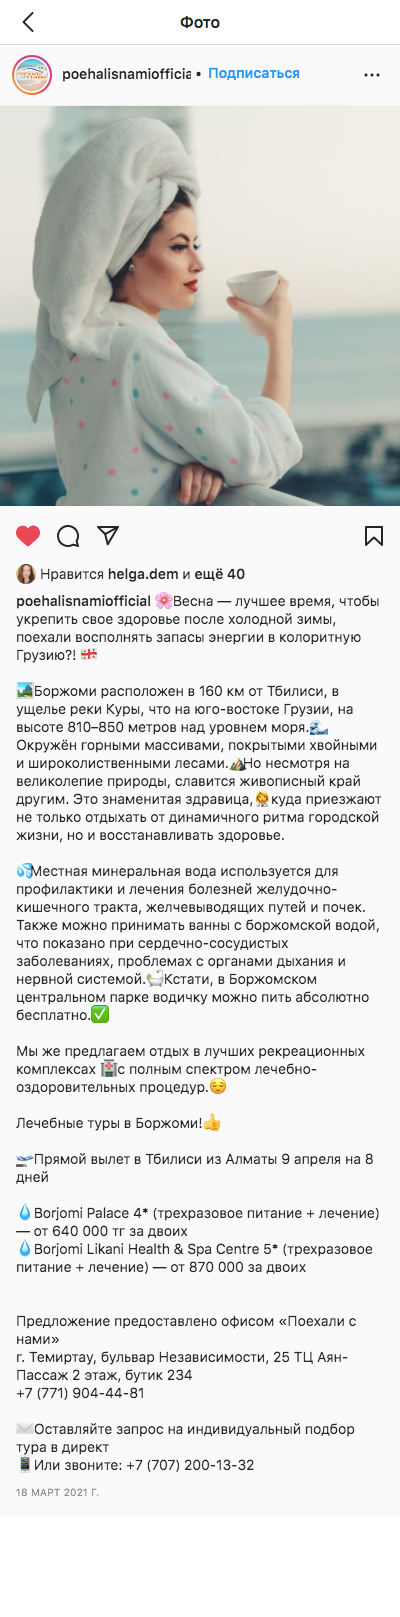 Фото
poehalisnamiofficia • Подписаться
Нравится helga.dem и ещё 40
poehalisnamiofficial 🌸Весна — лучшее время, чтобы
укрепить свое здоровье после холодной зимы,
поехали восполнять запасы энергии в колоритную
Грузию?! 🇬🇪
🏞Боржоми расположен в 160 км от Тбилиси, в
ущелье реки Куры, что на юго-востоке Грузии, на
высоте 810–850 метров над уровнем моря.🌊
Окружён горными массивами, покрытыми хвойными
и широколиственными лесами.⛰Но несмотря на
великолепие природы, славится живописный край
другим. Это знаменитая здравица,👩‍⚕️куда приезжают
не только отдыхать от динамичного ритма городской
жизни, но и восстанавливать здоровье.
💦Местная минеральная вода используется для
профилактики и лечения болезней желудочно-
кишечного тракта, желчевыводящих путей и почек.
Также можно принимать ванны с боржомской водой,
что показано при сердечно-сосудистых
заболеваниях, проблемах с органами дыхания и
нервной системой.🛁Кстати, в Боржомском
центральном парке водичку можно пить абсолютно
бесплатно.✅
Мы же предлагаем отдых в лучших рекреационных
комплексах 🏥с полным спектром лечебно-
оздоровительных процедур.😌
Лечебные туры в Боржоми!👍
🛫Прямой вылет в Тбилиси из Алматы 9 апреля на 8
дней
💧Borjomi Palace 4* (трехразовое питание + лечение)
— от 640 000 тг за двоих
💧Borjomi Likani Health & Spa Centre 5* (трехразовое
питание + лечение) — от 870 000 за двоих
Предложение предоставлено офисом «Поехали с
нами»
г. Темиртау, бульвар Независимости, 25 ТЦ Аян-
Пассаж 2 этаж, бутик 234
+7 (771) 904-44-81
✉️Оставляйте запрос на индивидуальный подбор
тура в директ
📱Или звоните: +7 (707) 200-13-32
18 МАРТ 2021 Г.